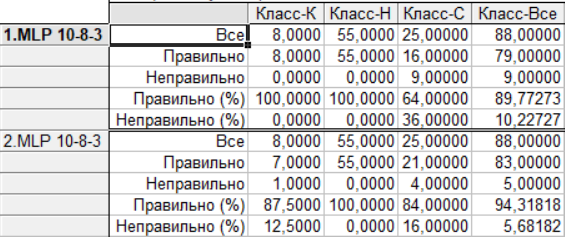 Класс-К Класс-Н Класс-С Класс-Все
1.MLP 10-8-3 Все 8,0000 55,0000 25,00000 88,00000
Правильно 8,0000 55,0000 16,00000 79,00000
Неправильно 0,0000 0,0000 9,00000 9,00000
Правильно (%) 100,0000 100,0000 64,00000 89,77273
Неправильно (%) 0,0000 0,0000 36,00000 10,22727
2.MLP 10-8-3 Все 8,0000 55,0000 25,00000 88,00000
Правильно 7,0000 55,0000 21,00000 83,00000
Неправильно 1,0000 0,0000 4,00000 5,00000
Правильно (%) 87,5000 100,0000 84,00000 94,31818
Неправильно (%) 12,5000 0,0000 16,00000 5,68182